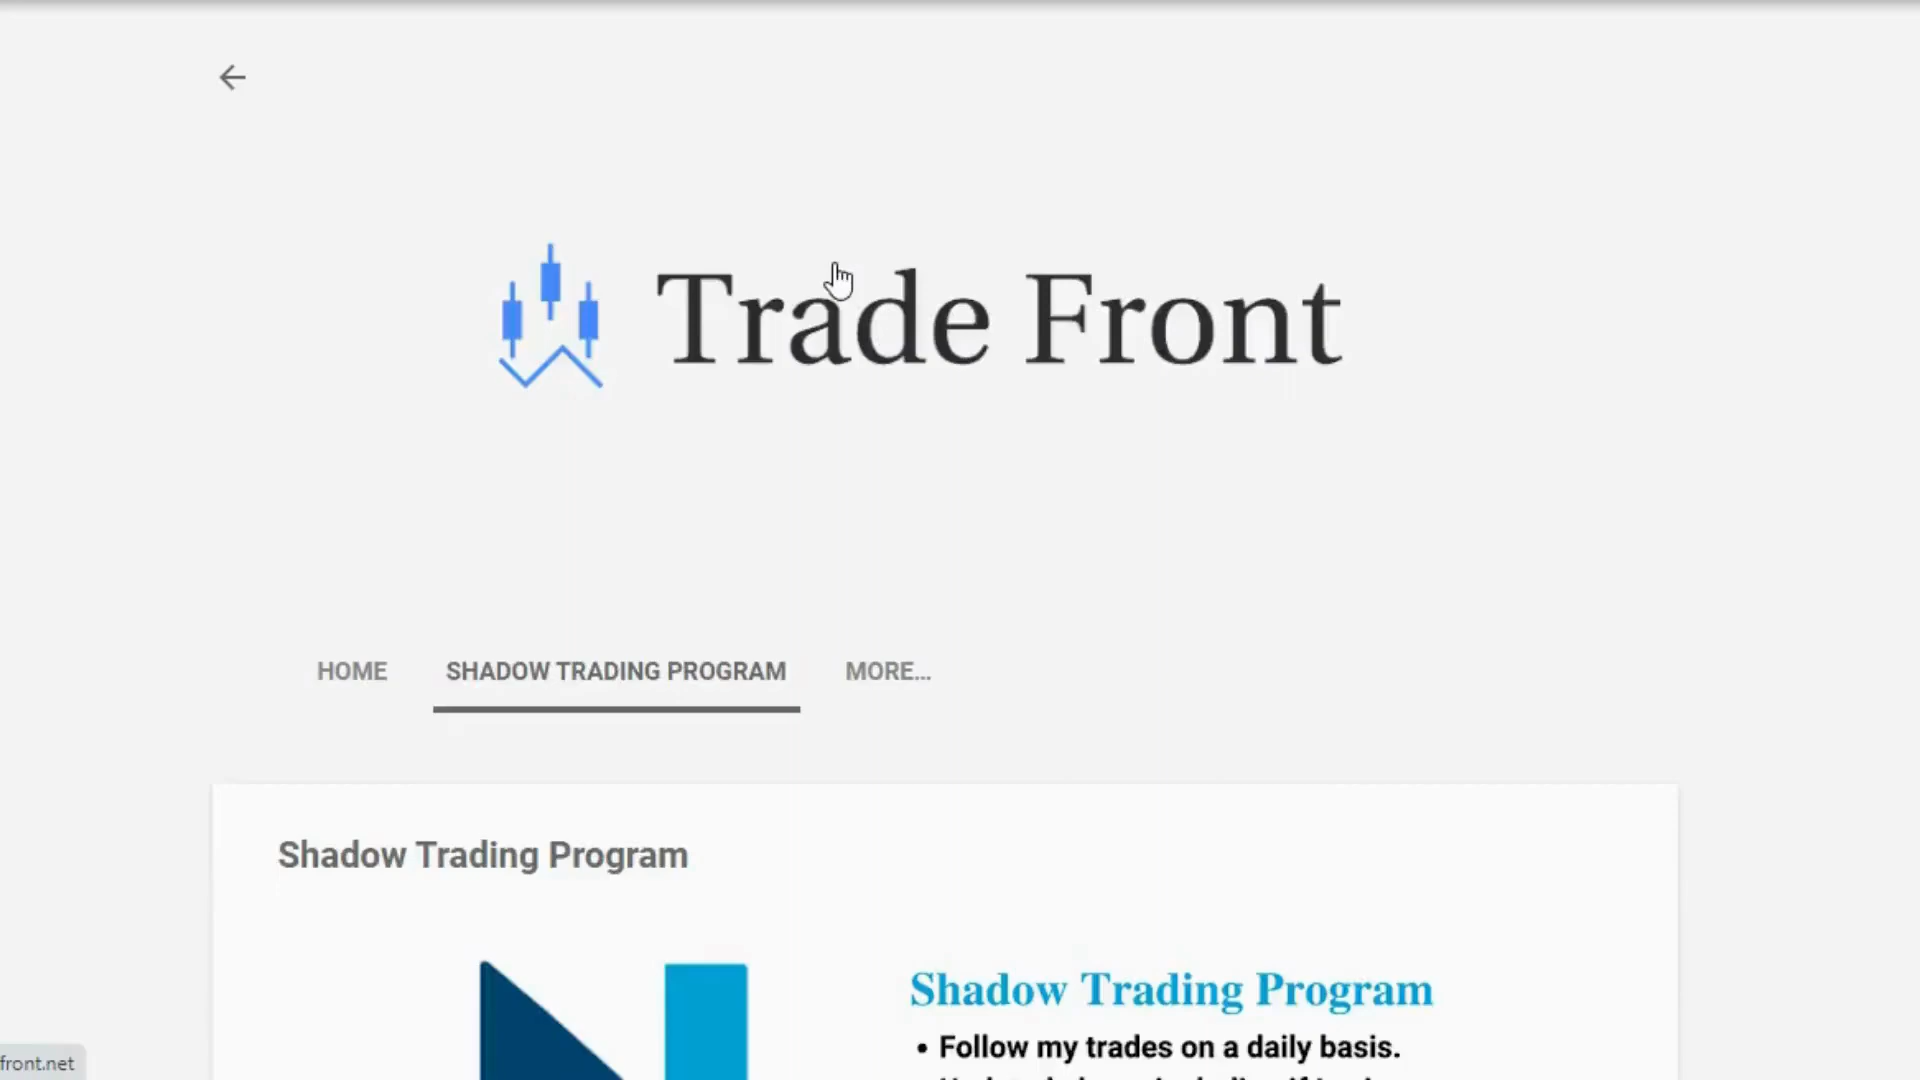 Trade Front
HOME
SHADOW TRADING PROGRAM
MORE...
Shadow Trading Program
Shadow Trading Program
• Follow my trades on a daily basis.
front.net